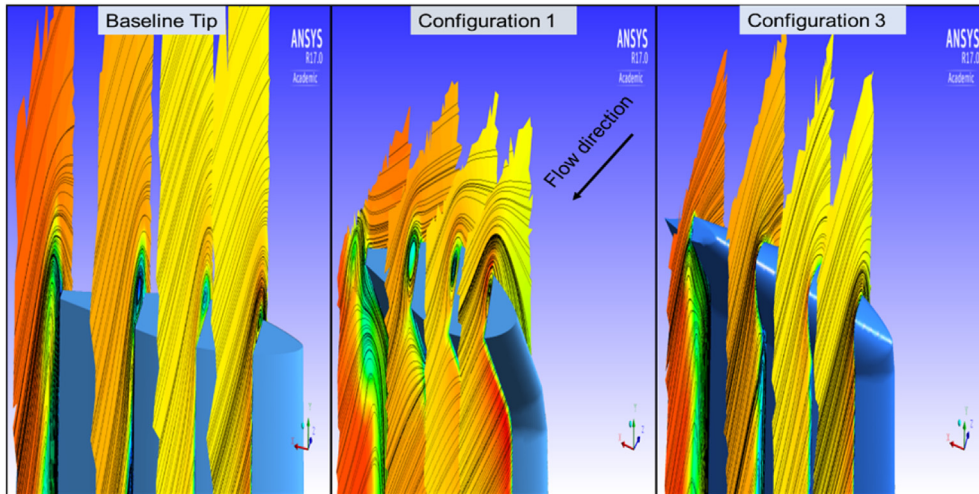 Baseline Tip
ANSYS
R17.0
Academic
Configuration 1
ANSYS
R17.0
Academic
Flow direction
Configuration 3
ANSYS
R17.0
Academic